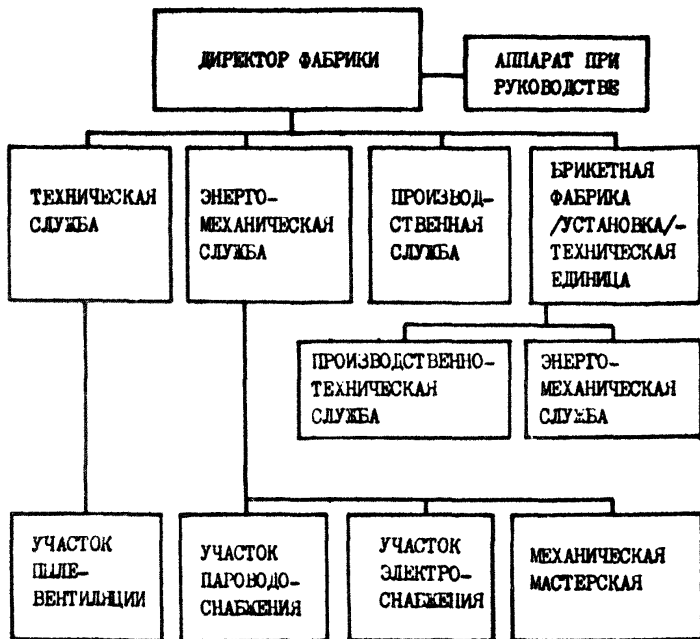 ДИРЕКТОР ФАБРИКИ
АППАРАТ ПРИ
РУКОВОДСТВЕ
ТЕХНИЧЕСКАЯ
СЛУЖБА
ЭНЕРГО-
МЕХАНИЧЕСКАЯ
СЛУЖБА
ПРОИЗВОД-
СТВЕННАЯ
СЛУЖБА
БРИКЕТНАЯ
ФАБРИКА
/УСТАНОВКА/-
ТЕХНИЧЕСКАЯ
ЕДИНИЦА
ПРОИЗВОДСТВЕННО-
ТЕХНИЧЕСКАЯ
СЛУЖБА
ЭНЕРГО-
МЕХАНИЧЕСКАЯ
СЛУЖБА
УЧАСТОК
ПЫЛЕ-
ВЕНТИЛЯЦИИ
УЧАСТОК
ПАРОВОДО-
СНАБЖЕНИЯ
УЧАСТОК
ЭЛЕКТРО-
СНАБЖЕНИЯ
МЕХАНИЧЕСКАЯ
МАСТЕРСКАЯ